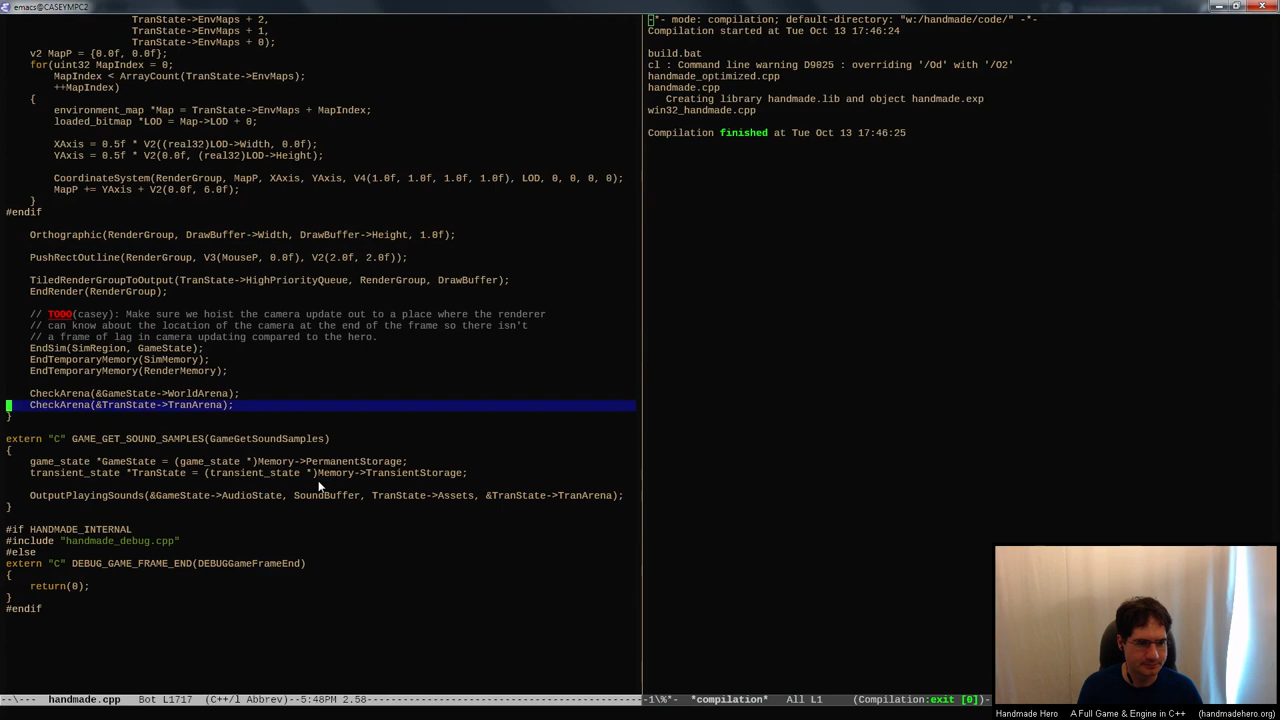 emacs@CASEYMPC2
TranState->EnvMaps + 2,
TranState->EnvMaps + 1,
TranState->EnvMaps + 0);
v2 MapP = {0.0f, 0.0f};
for(uint32 MapIndex = 0;
MapIndex < ArrayCount(TranState->EnvMaps);
++MapIndex)
{
environment_map *Map = TranState->EnvMaps + MapIndex;
loaded_bitmap *LOD = Map->LOD + 0;
XAxis = 0.5f * V2((real32)LOD->Width, 0.0f);
YAxis = 0.5f * V2(0.0f, (real32)LOD->Height);
CoordinateSystem(RenderGroup, MapP, XAxis, YAxis, V4(1.0f, 1.0f, 1.0f, 1.0f), LOD, 0, 0, 0, 0);
MapP += YAxis + V2(0.0f, 6.0f);
}
#endif
Orthographic(RenderGroup, DrawBuffer->Width, DrawBuffer->Height, 1.0f);
PushRectOutline(RenderGroup, V3(MouseP, 0.0f), V2(2.0f, 2.0f));
TiledRenderGroupToOutput(TranState->HighPriorityQueue, RenderGroup, DrawBuffer);
EndRender(RenderGroup);
// TODO(casey): Make sure we hoist the camera update out to a place where the renderer
// can know about the location of the camera at the end of the frame so there isn't
// a frame of lag in camera updating compared to the hero.
EndSim(SimRegion, GameState);
EndTemporaryMemory(SimMemory);
EndTemporaryMemory(RenderMemory);
CheckArena(&GameState->WorldArena);
CheckArena(&TranState->TranArena);
}
extern "C" GAME_GET_SOUND_SAMPLES(GameGetSoundSamples)
{
game_state *GameState = (game_state *)Memory->PermanentStorage;
transient_state *TranState = (transient_state *)Memory->TransientStorage;
OutputPlayingSounds(&GameState->AudioState, SoundBuffer, TranState->Assets, &TranState->TranArena);
}
#if HANDMADE_INTERNAL
#include "handmade_debug.cpp"
#else
extern "C" DEBUG_GAME_FRAME_END(DEBUGGameFrameEnd)
{
return(0);
}
#endif
--\--- handmade.cpp Bot L1717 (C++/l Abbrev)--5:48PM 2.58
-*- mode: compilation; default-directory: "w:/handmade/code/" -*-
Compilation started at Tue Oct 13 17:46:24
build.bat
cl : Command line warning D9025 : overriding '/Od' with '/O2'
handmade_optimized.cpp
handmade.cpp
Creating library handmade.lib and object handmade.exp
win32_handmade.cpp
Compilation finished at Tue Oct 13 17:46:25
-1\%*- *compilation* All L1 (Compilation:exit [0])-
Handmade Hero A Full Game & Engine in C++ (handmadehero.org)